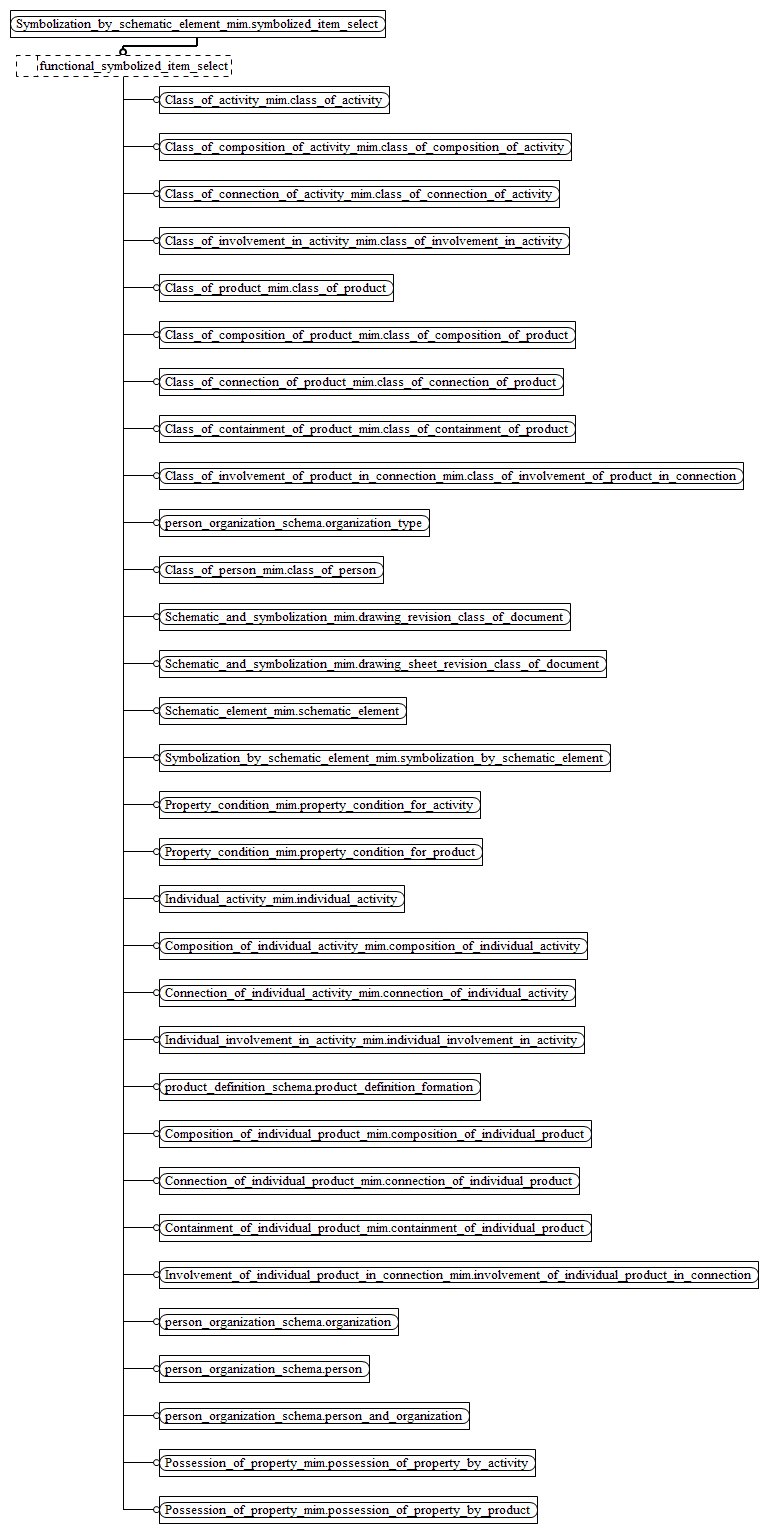 Symbolization_by_schematic_element_mim.symbolized_item_select
functional_symbolized_item_select
Class_of_activity_mim.class_of_activity
Class_of_composition_of_activity_mim.class_of_composition_of_activity
Class_of_connection_of_activity_mim.class_of_connection_of_activity
Class_of_involvement_in_activity_mim.class_of_involvement_in_activity
Class_of_product_mim.class_of_product
Class_of_composition_of_product_mim.class_of_composition_of_product
Class_of_connection_of_product_mim.class_of_connection_of_product
Class_of_containment_of_product_mim.class_of_containment_of_product
Class_of_involvement_of_product_in_connection_mim.class_of_involvement_of_product_in_connection
person_organization_schema.organization_type
Class_of_person_mim.class_of_person
Schematic_and_symbolization_mim.drawing_revision_class_of_document
Schematic_and_symbolization_mim.drawing_sheet_revision_class_of_document
Schematic_element_mim.schematic_element
Symbolization_by_schematic_element_mim.symbolization_by_schematic_element
Property_condition_mim.property_condition_for_activity
Property_condition_mim.property_condition_for_product
Individual_activity_mim.individual_activity
Composition_of_individual_activity_mim.composition_of_individual_activity
Connection_of_individual_activity_mim.connection_of_individual_activity
Individual_involvement_in_activity_mim.individual_involvement_in_activity
product_definition_schema.product_definition_formation
Composition_of_individual_product_mim.composition_of_individual_product
Connection_of_individual_product_mim.connection_of_individual_product
Containment_of_individual_product_mim.containment_of_individual_product
Involvement_of_individual_product_in_connection_mim.involvement_of_individual_product_in_connection
person_organization_schema.organization
person_organization_schema.person
person_organization_schema.person_and_organization
Possession_of_property_mim.possession_of_property_by_activity
Possession_of_property_mim.possession_of_property_by_product